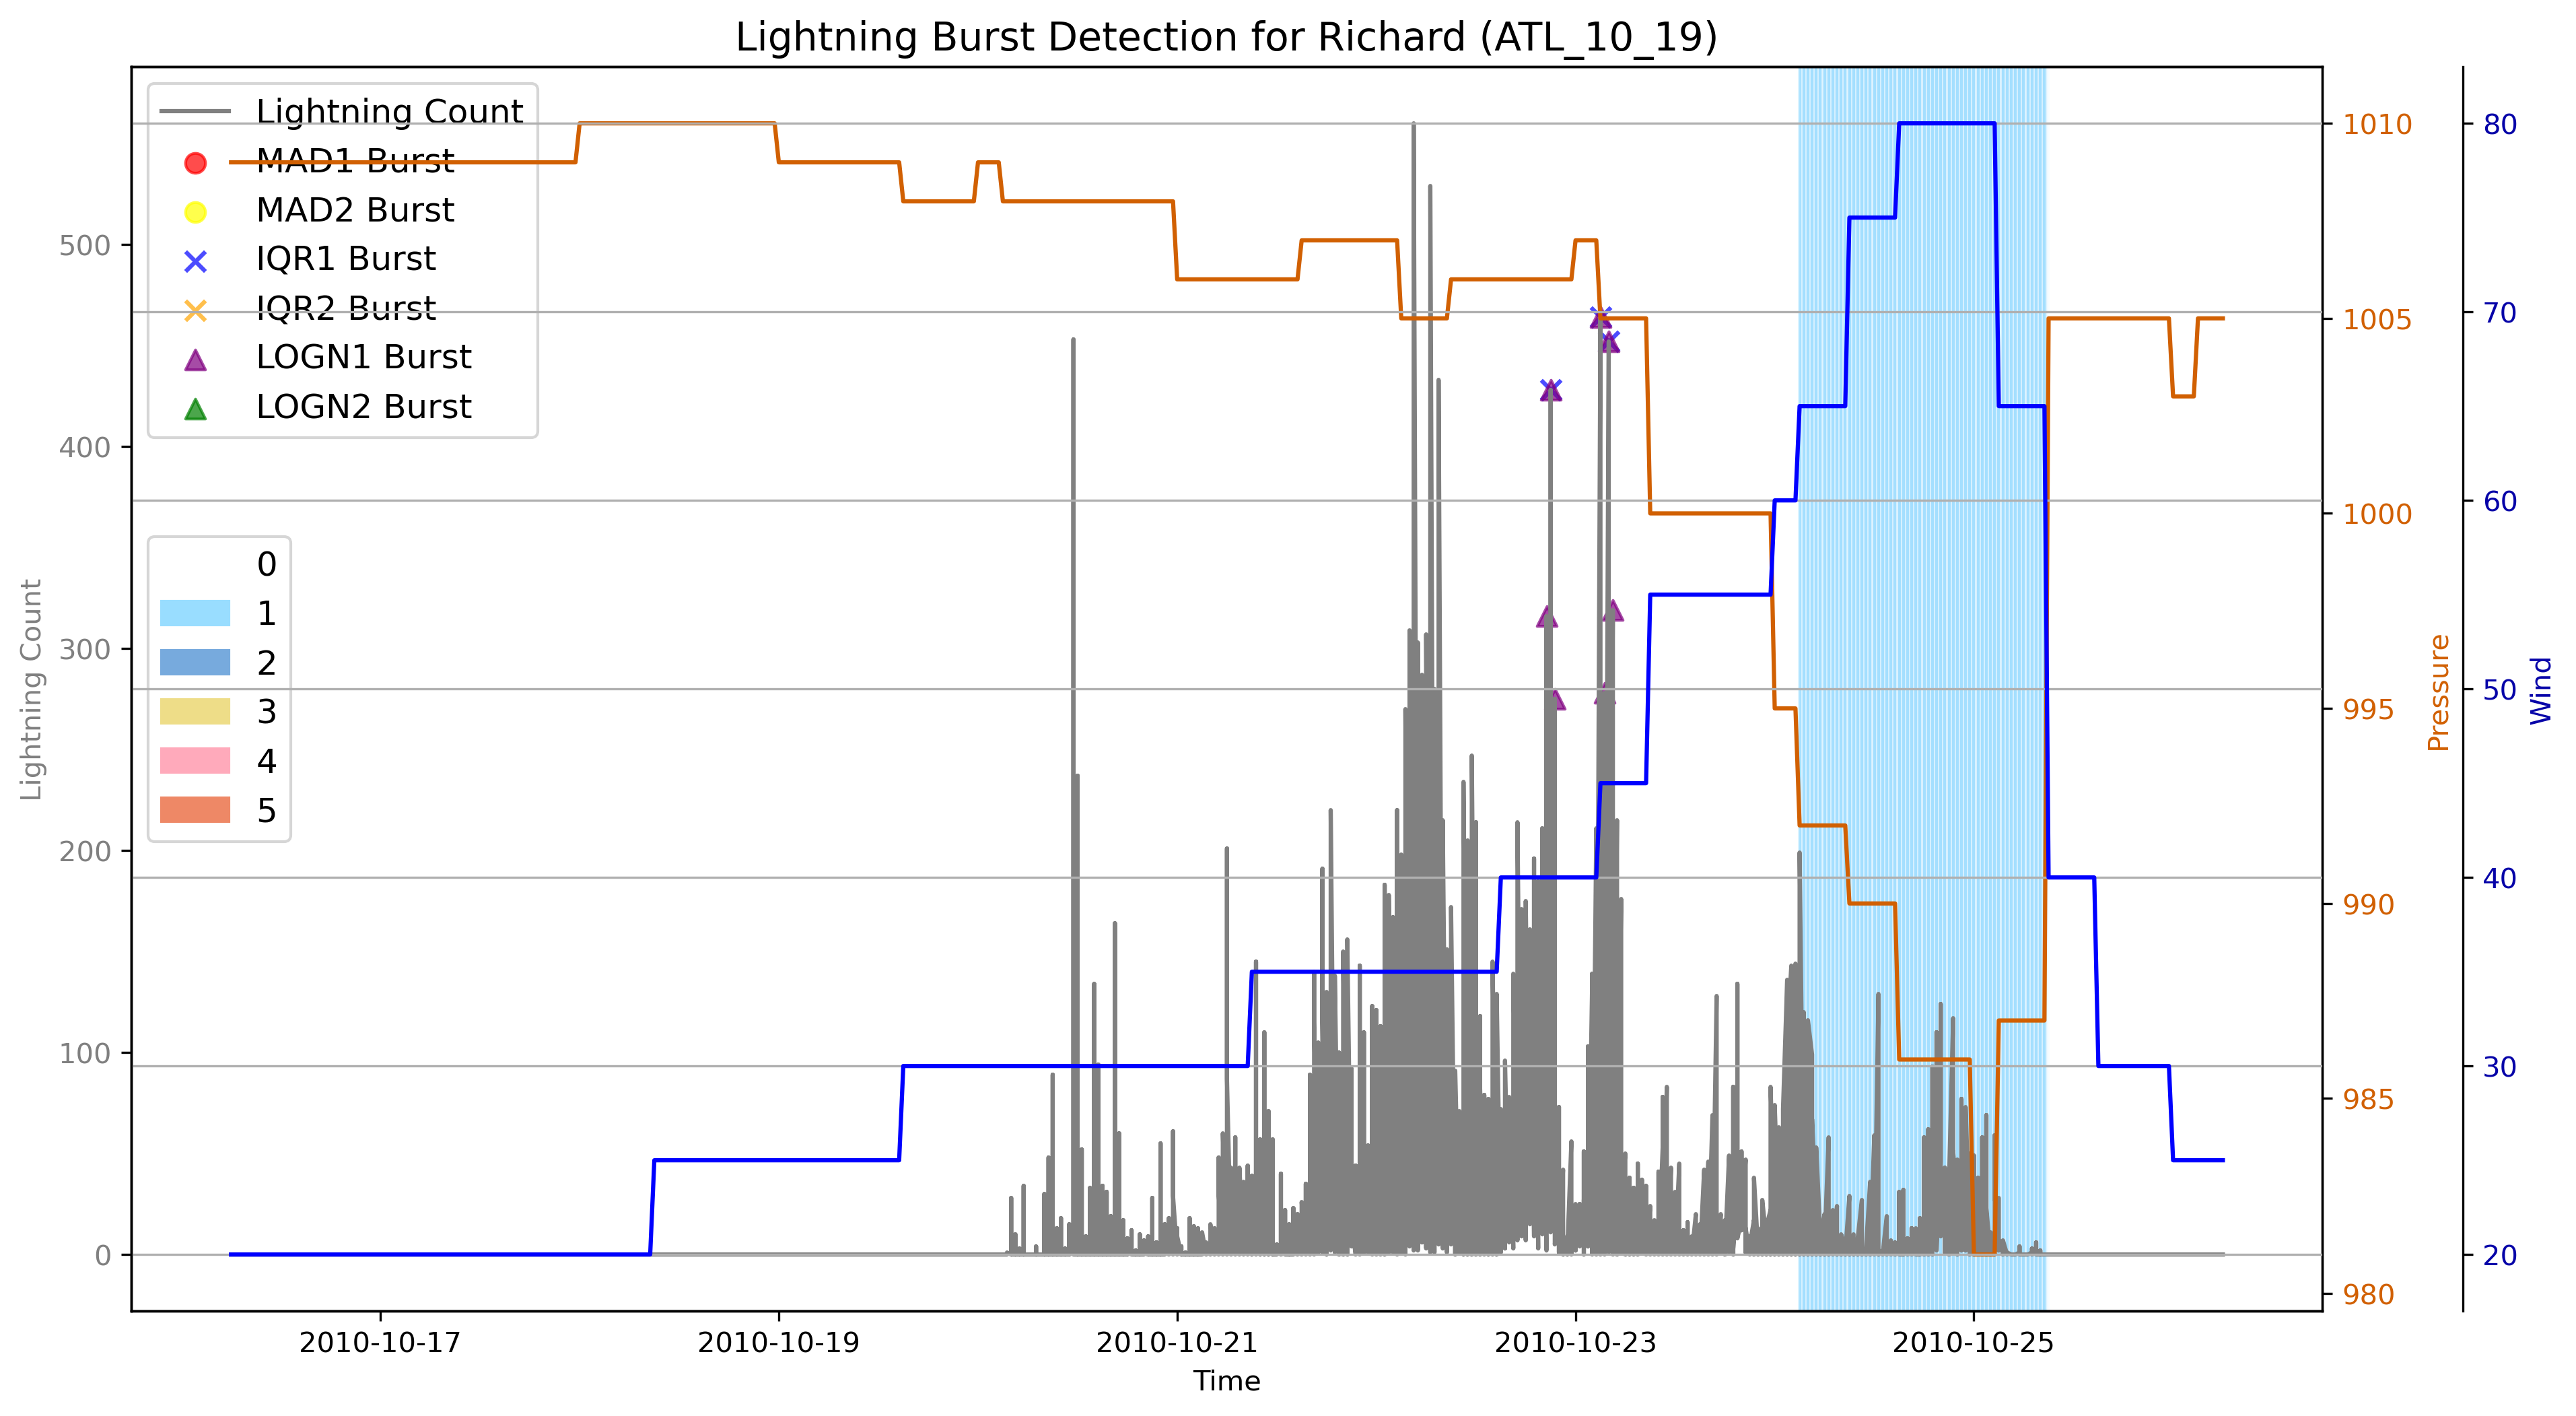 Lightning Burst Detection for Richard (ATL_10_19)
Lightning Count
MAD1 Burst
MAD2 Burst
IQR1 Burst
IQR2 Burst
LOGN1 Burst
LOGN2 Burst
0
1
2
3
4
5
Lightning Count
500
400
300
200
100
0
1010
1005
1000
995
990
985
980
Pressure
80
70
60
50
40
30
20
Wind
2010-10-17
2010-10-19
2010-10-21
2010-10-23
2010-10-25
Time